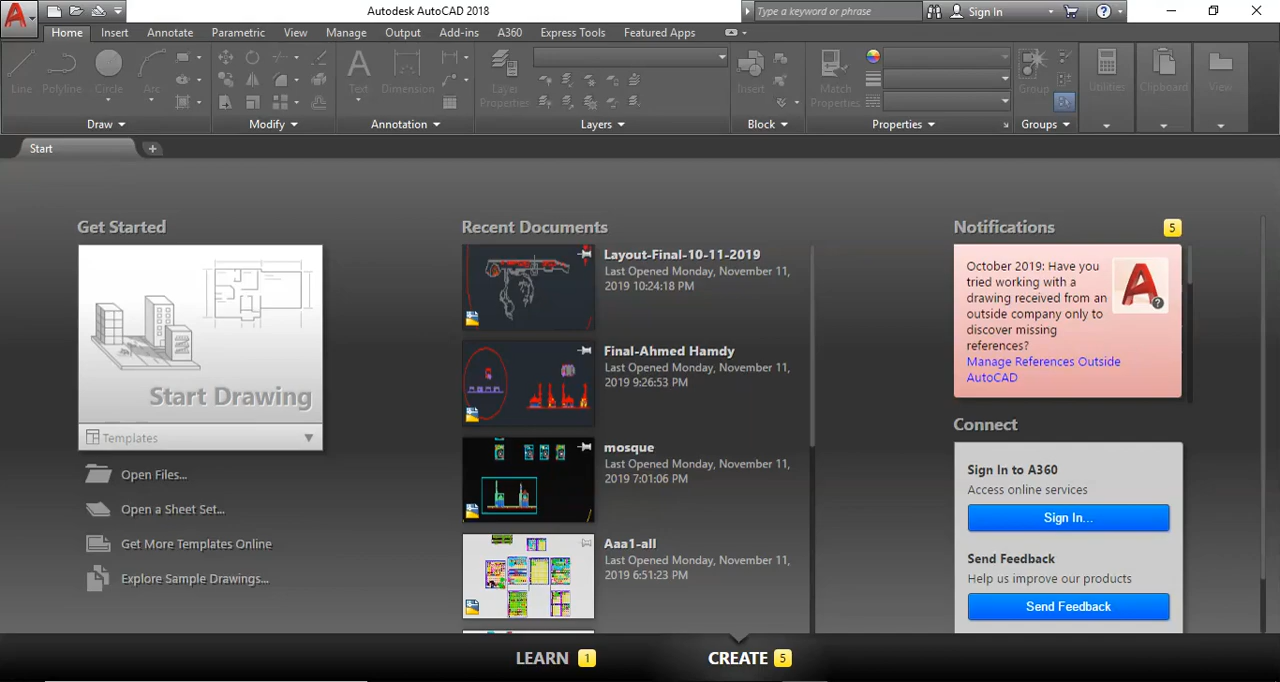 Autodesk AutoCAD 2018
Type a keyword or phrase
Sign In
Home
Insert
Annotate
Parametric
View
Manage
Output
Add-ins
A360
Express Tools
Featured Apps
Line
Polyline
Circle
Arc
Text
Dimension
Layer
Properties
Insert
Match
Properties
Group
Utilities
Clipboard
View
Draw
Modify
Annotation
Layers
Block
Properties
Groups
Start
Get Started
Start Drawing
Templates
Open Files...
Open a Sheet Set...
Get More Templates Online
Explore Sample Drawings...
Recent Documents
Layout-Final-10-11-2019
Last Opened Monday, November 11,
2019 10:24:18 PM
Final-Ahmed Hamdy
Last Opened Monday, November 11,
2019 9:26:53 PM
mosque
Last Opened Monday, November 11,
2019 7:01:06 PM
Aaa1-all
Last Opened Monday, November 11,
2019 6:51:23 PM
Notifications
5
October 2019: Have you
tried working with a
drawing received from an
outside company only to
discover missing
references?
Manage References Outside
AutoCAD
Connect
Sign In to A360
Access online services
Sign In...
Send Feedback
Help us improve our products
Send Feedback
LEARN 1
CREATE 5